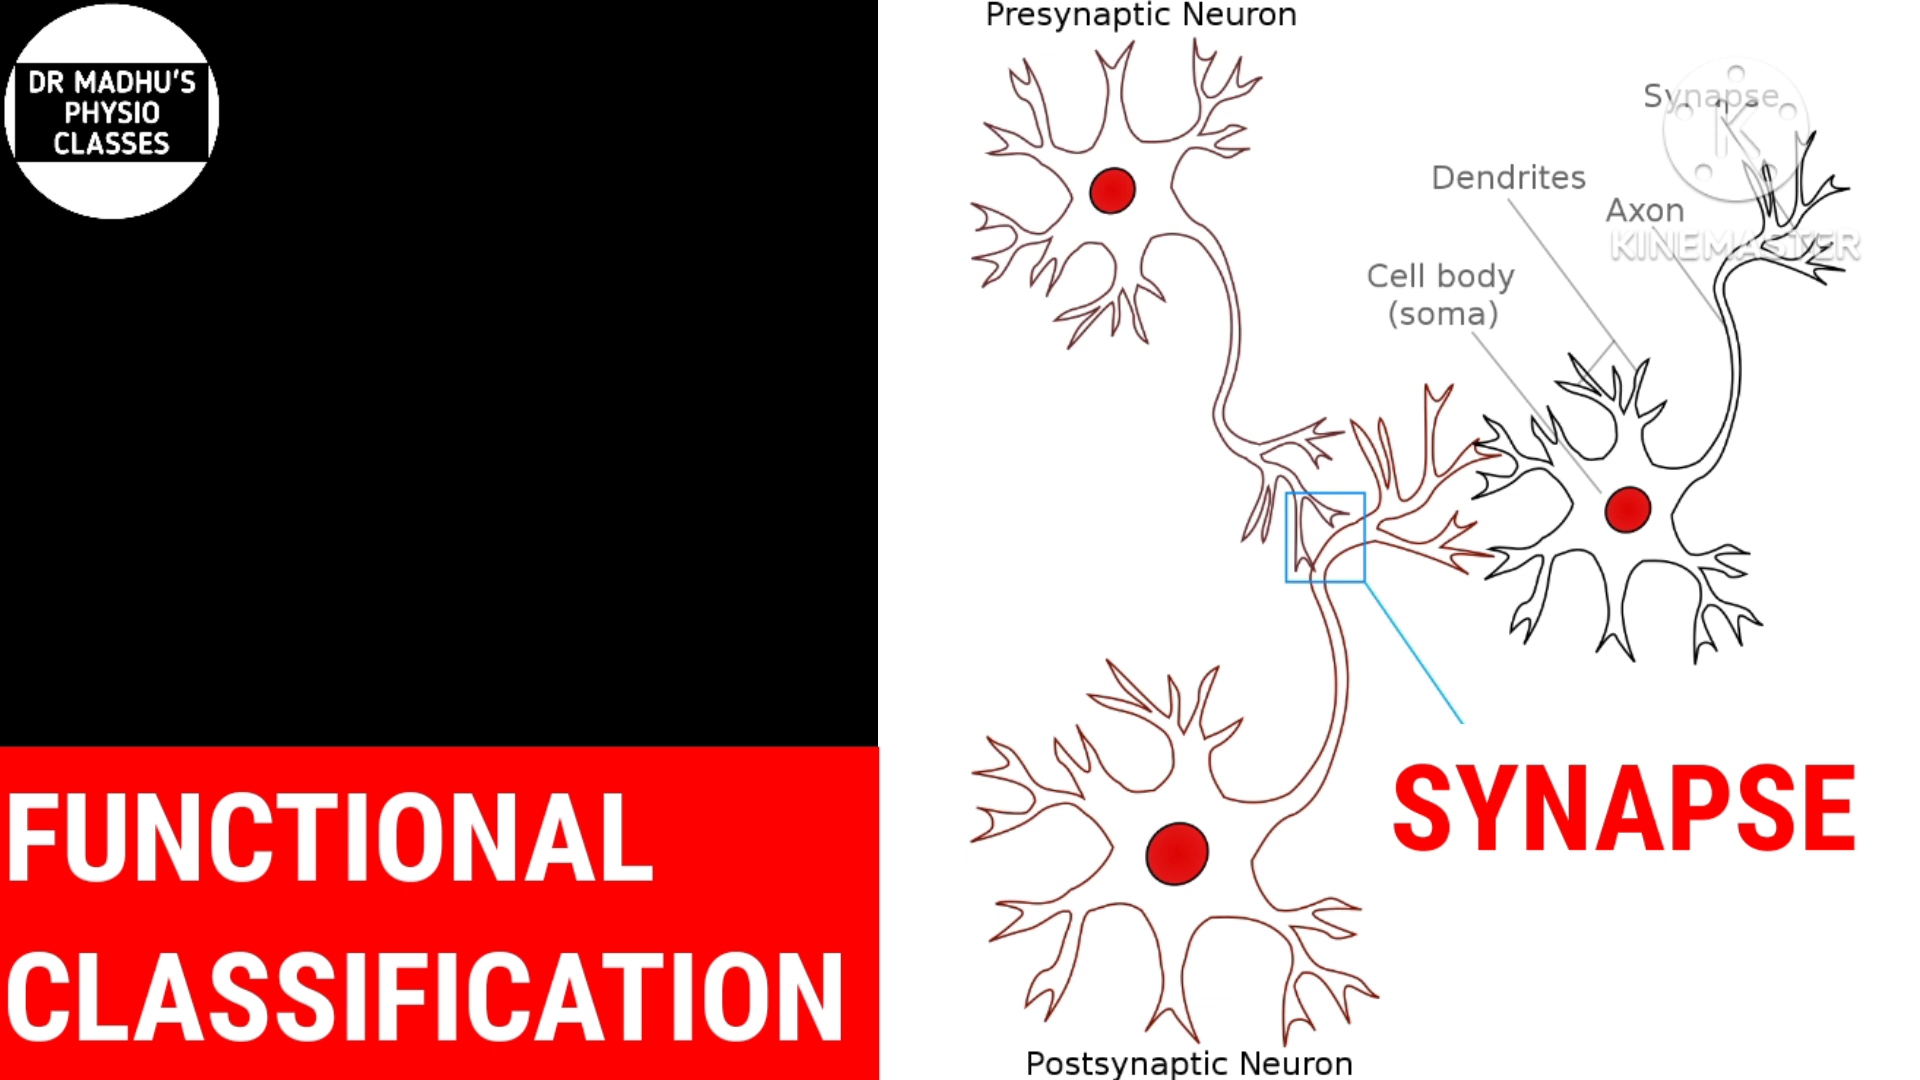 DR MADHU'S
PHYSIO
CLASSES
FUNCTIONAL
CLASSIFICATION
Presynaptic Neuron
Synapse
Dendrites
Axon
KINEMASTER
Cell body
(soma)
SYNAPSE
Postsynaptic Neuron